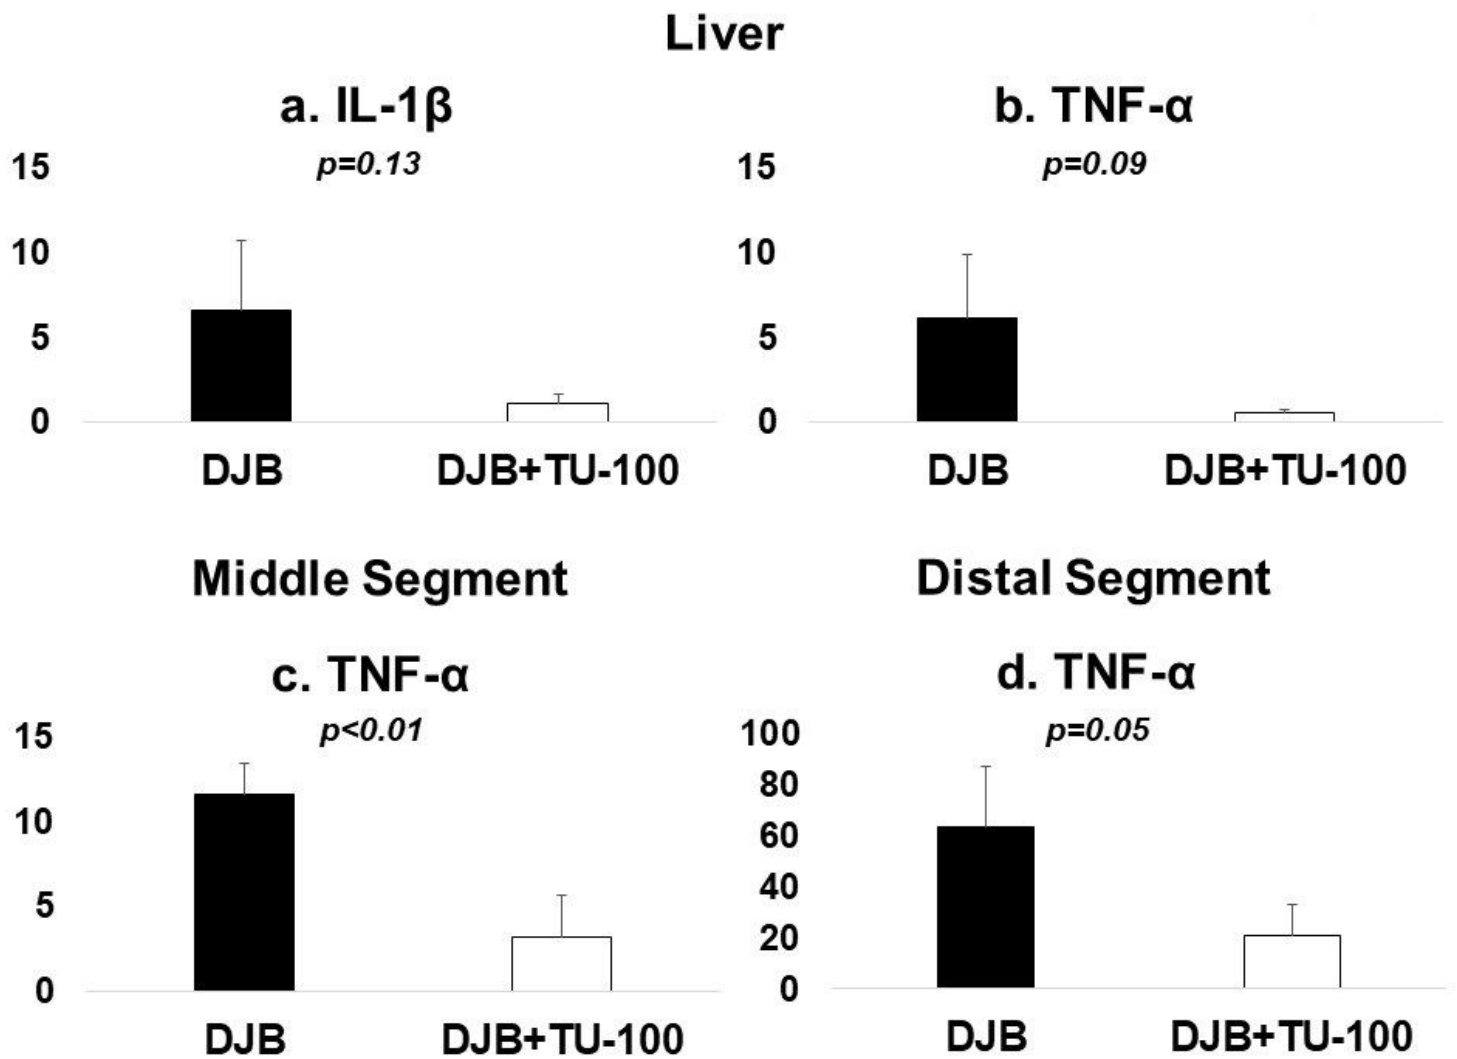 Liver
a. IL-1β
p=0.13
15
10
5
0
DJB
DJB+TU-100
b. TNF-α
p=0.09
15
10
5
0
DJB
DJB+TU-100
Middle Segment
c. TNF-α
p<0.01
15
10
5
0
DJB
DJB+TU-100
Distal Segment
d. TNF-α
p=0.05
100
80
60
40
20
0
DJB
DJB+TU-100